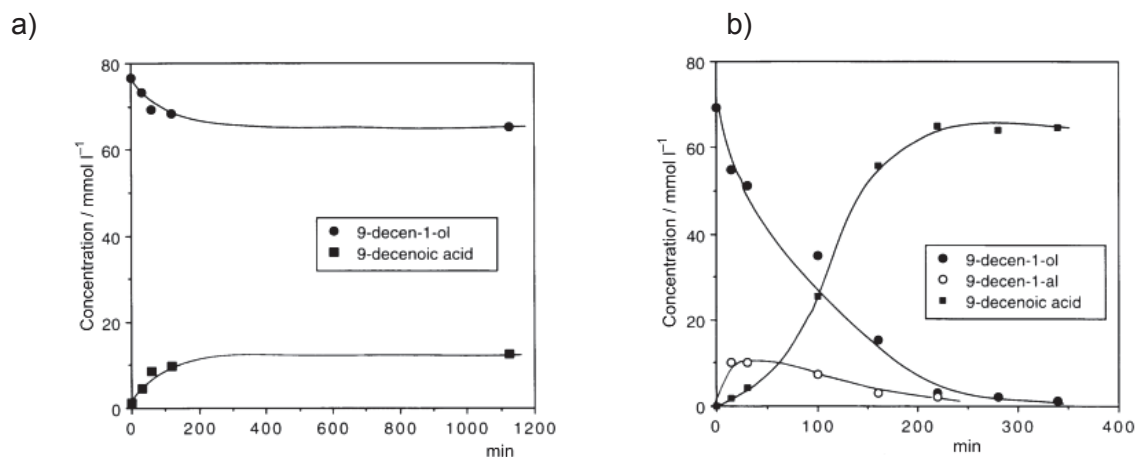 a)
b)
Concentration / mmol l⁻¹
80
60
40
20
0
9-decen-1-ol
9-decenoic acid
0 200 400 600 800 1000 1200
min
Concentration / mmol l⁻¹
80
60
40
20
0
9-decen-1-ol
9-decen-1-al
9-decenoic acid
0 100 200 300 400
min